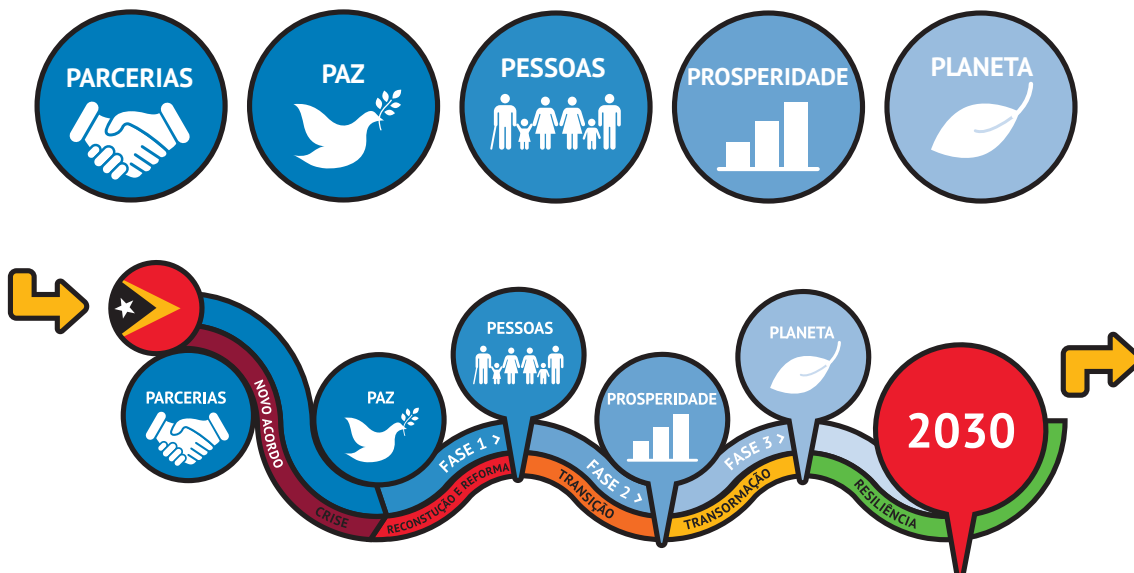 PARCERIAS
PAZ
PESSOAS
PROSPERIDADE
PLANETA
PARCERIAS
NOVO ACORDO
CRISE
PAZ
FASE 1 >
RECONSTUÇÃO E REFORMA
PESSOAS
FASE 2 >
TRANSIÇÃO
PROSPERIDADE
FASE 3 >
TRANSORMAÇÃO
PLANETA
RESILIÊNCIA
2030